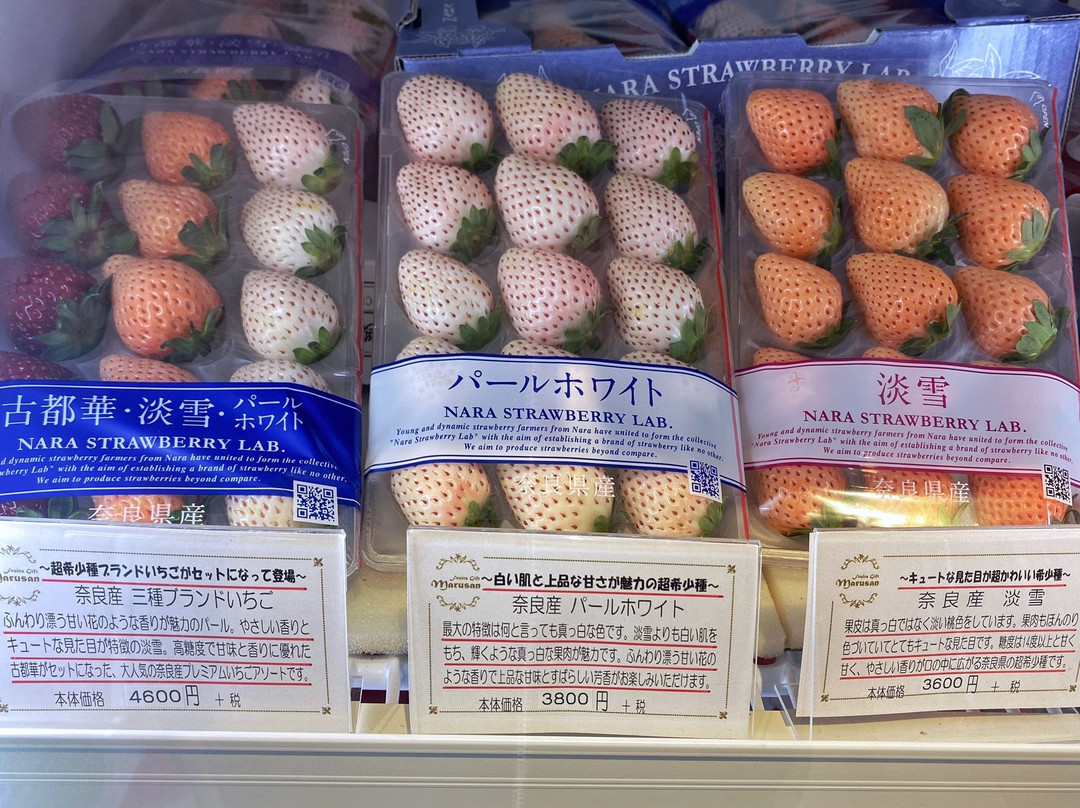 NARA STRAWBERRY LAB.
OPEN
古都華・淡雪・パール
ホワイト
NARA STRAWBERRY LAB.
d dynamic strawberry farmers from Nara have united to form the collective
wberry Lab" with the aim of establishing a brand of strawberry like no other.
We aim to produce strawberries beyond compare.
奈良県産
パールホワイト
NARA STRAWBERRY LAB.
Young and dynamic strawberry farmers from Nara have united to form the collective
"Nara Strawberry Lab" with the aim of establishing a brand of strawberry like no other.
We aim to produce strawberries beyond compare.
奈良県産
OPEN
淡雪
NARA STRAWBERRY LAB.
Young and dynamic strawberry farmers from Nara have united to form the collective
"Nara Strawberry Lab" with the aim of establishing a brand of strawberry like no other.
We aim to produce strawberries beyond compare.
奈良県産
Fruits Gift
Marusan
～超希少種ブランドいちごがセットになって登場～
奈良産 三種ブランドいちご
ふんわり漂う甘い花のような香りが魅力のパール。やさしい香りと
キュートな見た目が特徴の淡雪。高糖度で甘味と香りに優れた
古都華がセットになった、大人気の奈良産プレミアムいちごアソートです。
本体価格 4600円 +税
Fruits Gift
Marusan
～白い肌と上品な甘さが魅力の超希少種～
奈良産 パールホワイト
最大の特徴は何と言っても真っ白な色です。淡雪よりも白い肌を
もち、輝くような真っ白な果肉が魅力です。ふんわり漂う甘い花の
ような香りで上品な甘味とすばらしい芳香がお楽しみいただけます。
本体価格 3800円 +税
Fruits Gift
Marusan
～キュートな見た目が超かわいい希少種～
奈良産 淡雪
果皮は真っ白ではなく淡い桃色をしています。果肉もほんのり
色づいていてとてもキュートな見た目です。糖度は14度以上と甘く
甘く、やさしい香りが口の中に広がる奈良県の超希少種です。
本体価格 3600円 +税